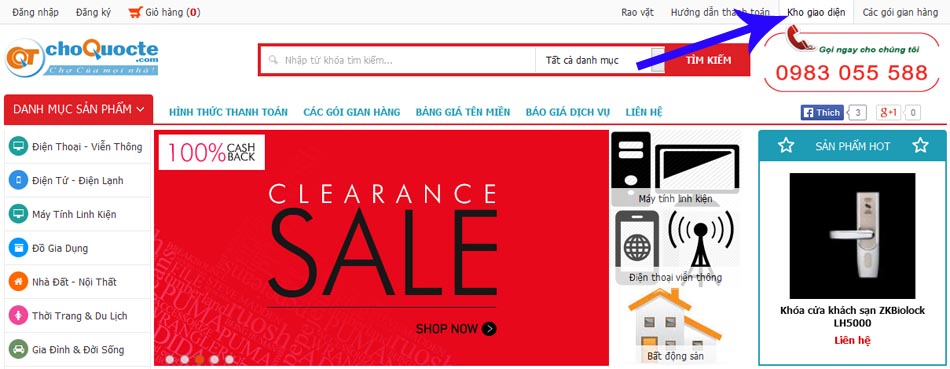 Đăng nhập Đăng ký Giỏ hàng (0) Rao vặt Hướng dẫn thanh toán Kho giao diện Các gói gian hàng
QT choQuocte
.com
Chợ Của mọi nhà!
Nhập từ khóa tìm kiếm... Tất cả danh mục TÌM KIẾM
Gọi ngay cho chúng tôi
0983 055 588
DANH MỤC SẢN PHẨM HÌNH THỨC THANH TOÁN CÁC GÓI GIAN HÀNG BẢNG GIÁ TÊN MIỀN BÁO GIÁ DỊCH VỤ LIÊN HỆ Thích 3 g+1 0
Điện Thoại - Viễn Thông
Điện Tử - Điện Lạnh
Máy Tính Linh Kiện
Đồ Gia Dụng
Nhà Đất - Nội Thất
Thời Trang & Du Lịch
Gia Đình & Đời Sống
100% CASH
BACK
CLEARANCE
SALE
SHOP NOW
Máy tính linh kiện
Điện thoại viễn thông
Bất động sản
SẢN PHẨM HOT
Khóa cửa khách sạn ZKBiolock
LH5000
Liên hệ